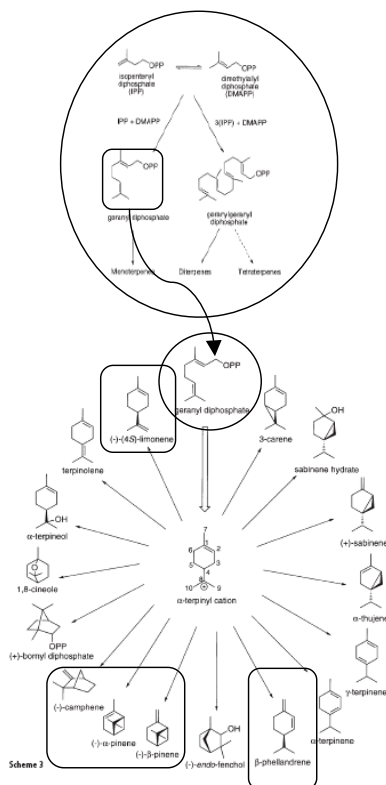 OPP
OPP
isopentenyl
diphosphate
(IPP)
dimethylallyl
diphosphate
(DMAPP)
IPP + DMAPP
3(IPP) + DMAPP
OPP
OPP
geranyl diphosphate
geranylgeranyl
diphosphate
Monoterpenes
Diterpenes
Tetraterpenes
OPP
geranyl diphosphate
(-)-(4S)-limonene
3-carene
OH
terpinolene
sabinene hydrate
OH
α-terpineol
(+)-sabinene
7
1
6
2
5
3
4
8
10
9
α-terpinyl cation
O
1,8-cineole
α-thujene
OPP
(+)-bornyl diphosphate
γ-terpinene
(-)-camphene
(-)-α-pinene
(-)-β-pinene
OH
(-)-endo-fenchol
β-phellandrene
α-terpinene
Scheme 3